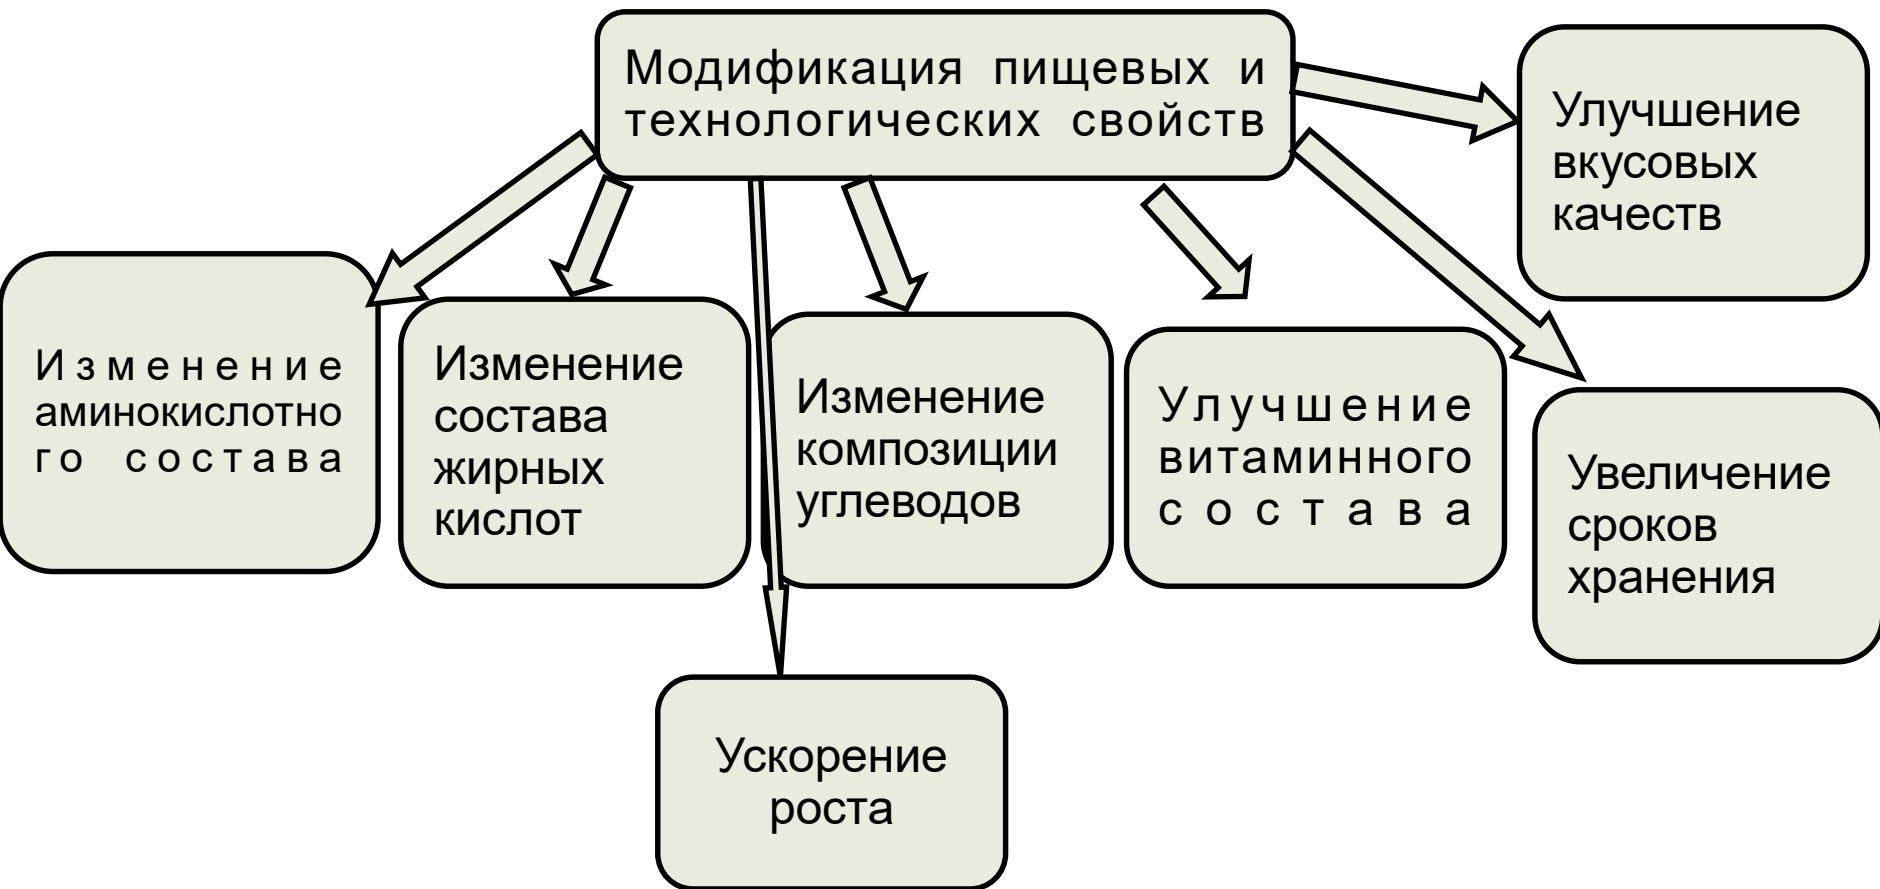 Модификация пищевых и
технологических свойств
Улучшение
вкусовых
качеств
Изменение
аминокислотно
го состава
Изменение
состава
жирных
кислот
Изменение
композиции
углеводов
Улучшение
витаминного
состава
Увеличение
сроков
хранения
Ускорение
роста